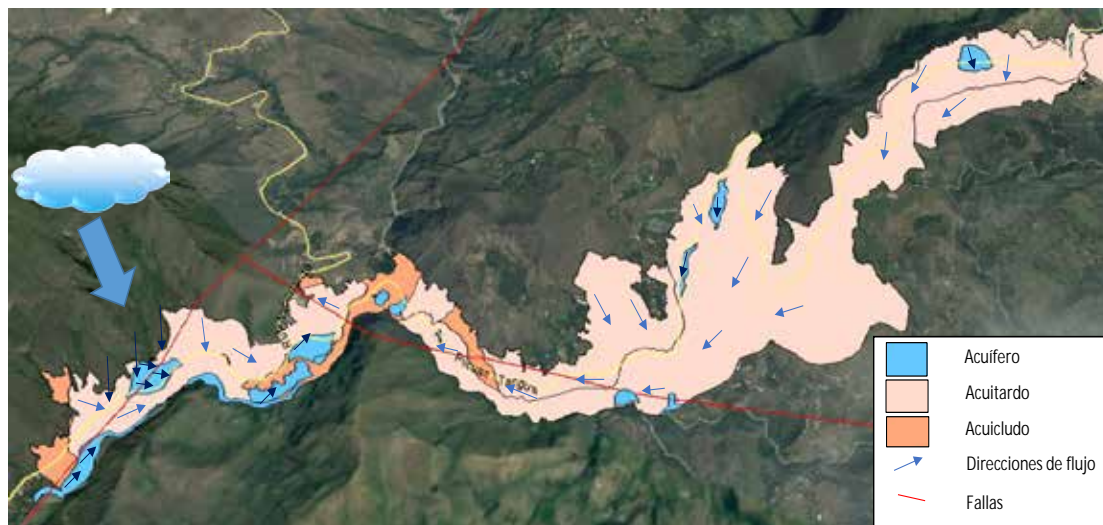 Acuífero
Acuitardo
Acuicludo
Direcciones de flujo
Fallas